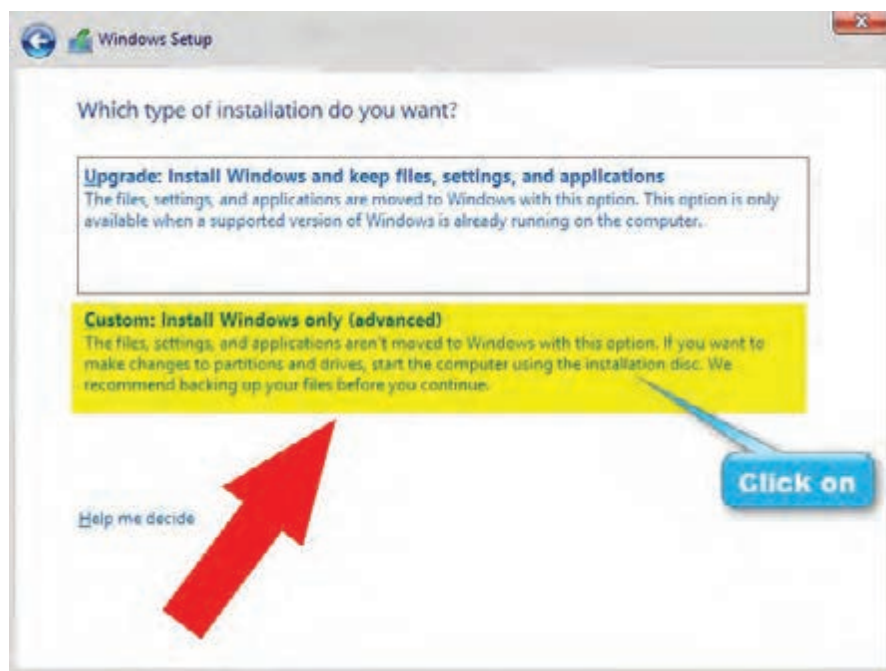 Windows Setup
Which type of installation do you want?
Upgrade: Install Windows and keep files, settings, and applications
The files, settings, and applications are moved to Windows with this option. This option is only
available when a supported version of Windows is already running on the computer.
Custom: Install Windows only (advanced)
The files, settings, and applications aren't moved to Windows with this option. If you want to
make changes to partitions and drives, start the computer using the installation disc. We
recommend backing up your files before you continue.
Click on
Help me decide